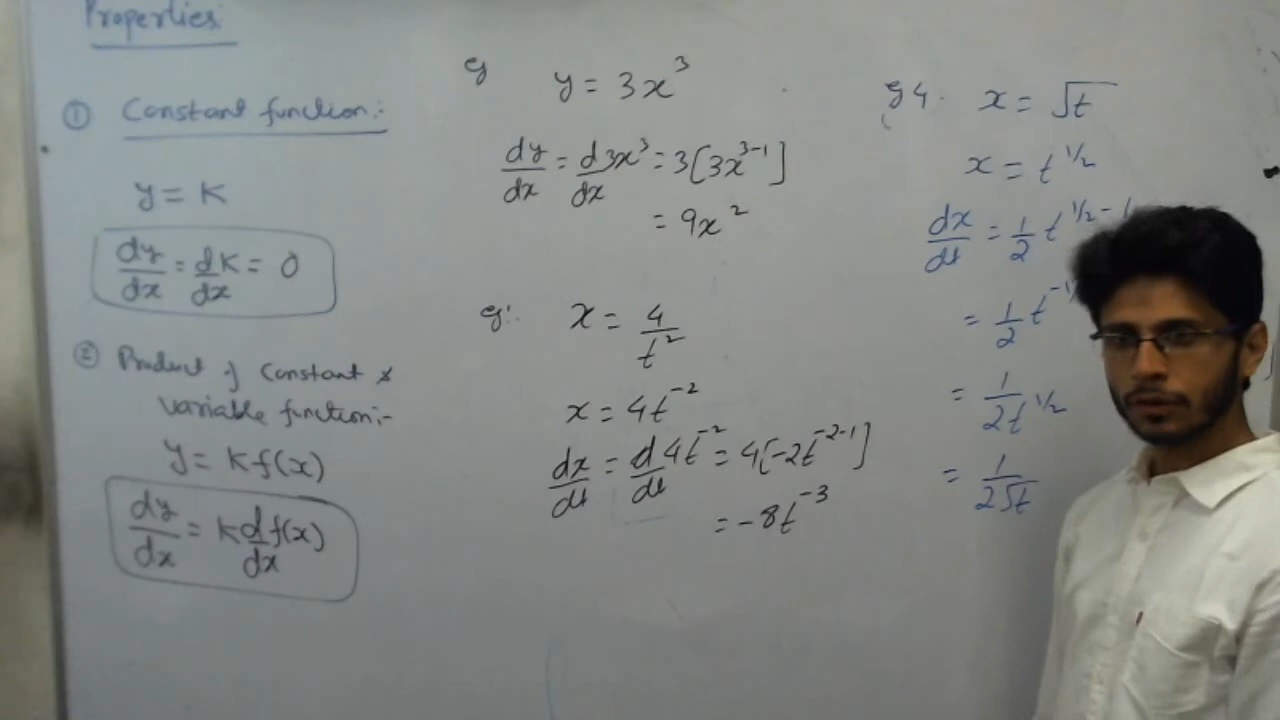 Properties:
① Constant function:-
y = K
dy/dx = d/dx K = 0
② Product of Constant &
variable function:-
y = K f(x)
dy/dx = K d/dx f(x)
eg y = 3x³
dy/dx = d/dx 3x³ = 3[3x³⁻¹]
= 9x²
eg:. x = 4/t²
x = 4t⁻²
dx/dt = d/dt 4t⁻² = 4[-2t⁻²⁻¹]
= -8t⁻³
eg 4. x = √t
x = t^1/2
dx/dt = 1/2 t^1/2-1
= 1/2 t^-1/
= 1/2t^1/2
= 1/2√t